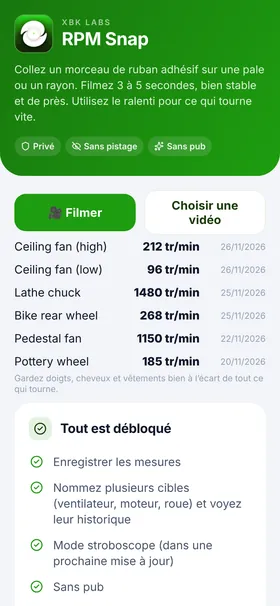 XBK LABS
RPM Snap
Collez un morceau de ruban adhésif sur une pale
ou un rayon. Filmez 3 à 5 secondes, bien stable
et de près. Utilisez le ralenti pour ce qui tourne
vite.
Privé Sans pistage Sans pub
🎥 Filmer
Choisir une
vidéo
Ceiling fan (high) 212 tr/min 26/11/2026
Ceiling fan (low) 96 tr/min 26/11/2026
Lathe chuck 1480 tr/min 25/11/2026
Bike rear wheel 268 tr/min 25/11/2026
Pedestal fan 1150 tr/min 22/11/2026
Pottery wheel 185 tr/min 20/11/2026
Gardez doigts, cheveux et vêtements bien à l'écart de tout ce
qui tourne.
Tout est débloqué
Enregistrer les mesures
Nommez plusieurs cibles
(ventilateur, moteur, roue) et voyez
leur historique
Mode stroboscope (dans une
prochaine mise à jour)
Sans pub